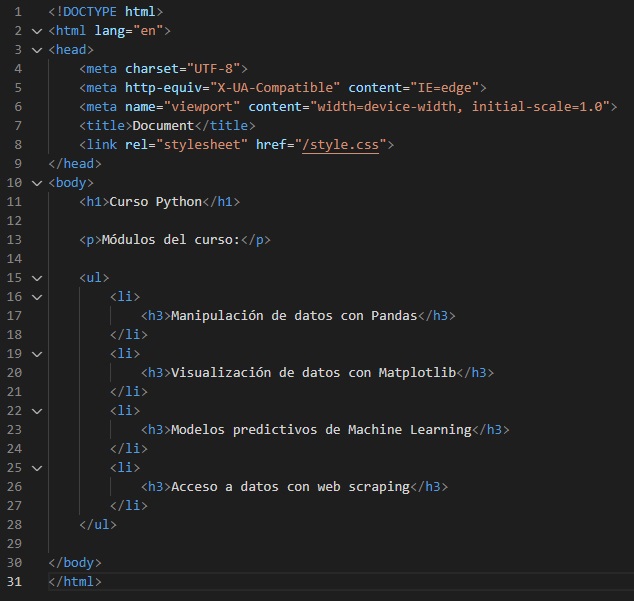 1 <!DOCTYPE html>
2 <html lang="en">
3 <head>
4     <meta charset="UTF-8">
5     <meta http-equiv="X-UA-Compatible" content="IE=edge">
6     <meta name="viewport" content="width=device-width, initial-scale=1.0">
7     <title>Document</title>
8     <link rel="stylesheet" href="/style.css">
9 </head>
10 <body>
11     <h1>Curso Python</h1>
12
13     <p>Módulos del curso:</p>
14
15     <ul>
16         <li>
17             <h3>Manipulación de datos con Pandas</h3>
18         </li>
19         <li>
20             <h3>Visualización de datos con Matplotlib</h3>
21         </li>
22         <li>
23             <h3>Modelos predictivos de Machine Learning</h3>
24         </li>
25         <li>
26             <h3>Acceso a datos con web scraping</h3>
27         </li>
28     </ul>
29
30 </body>
31 </html>